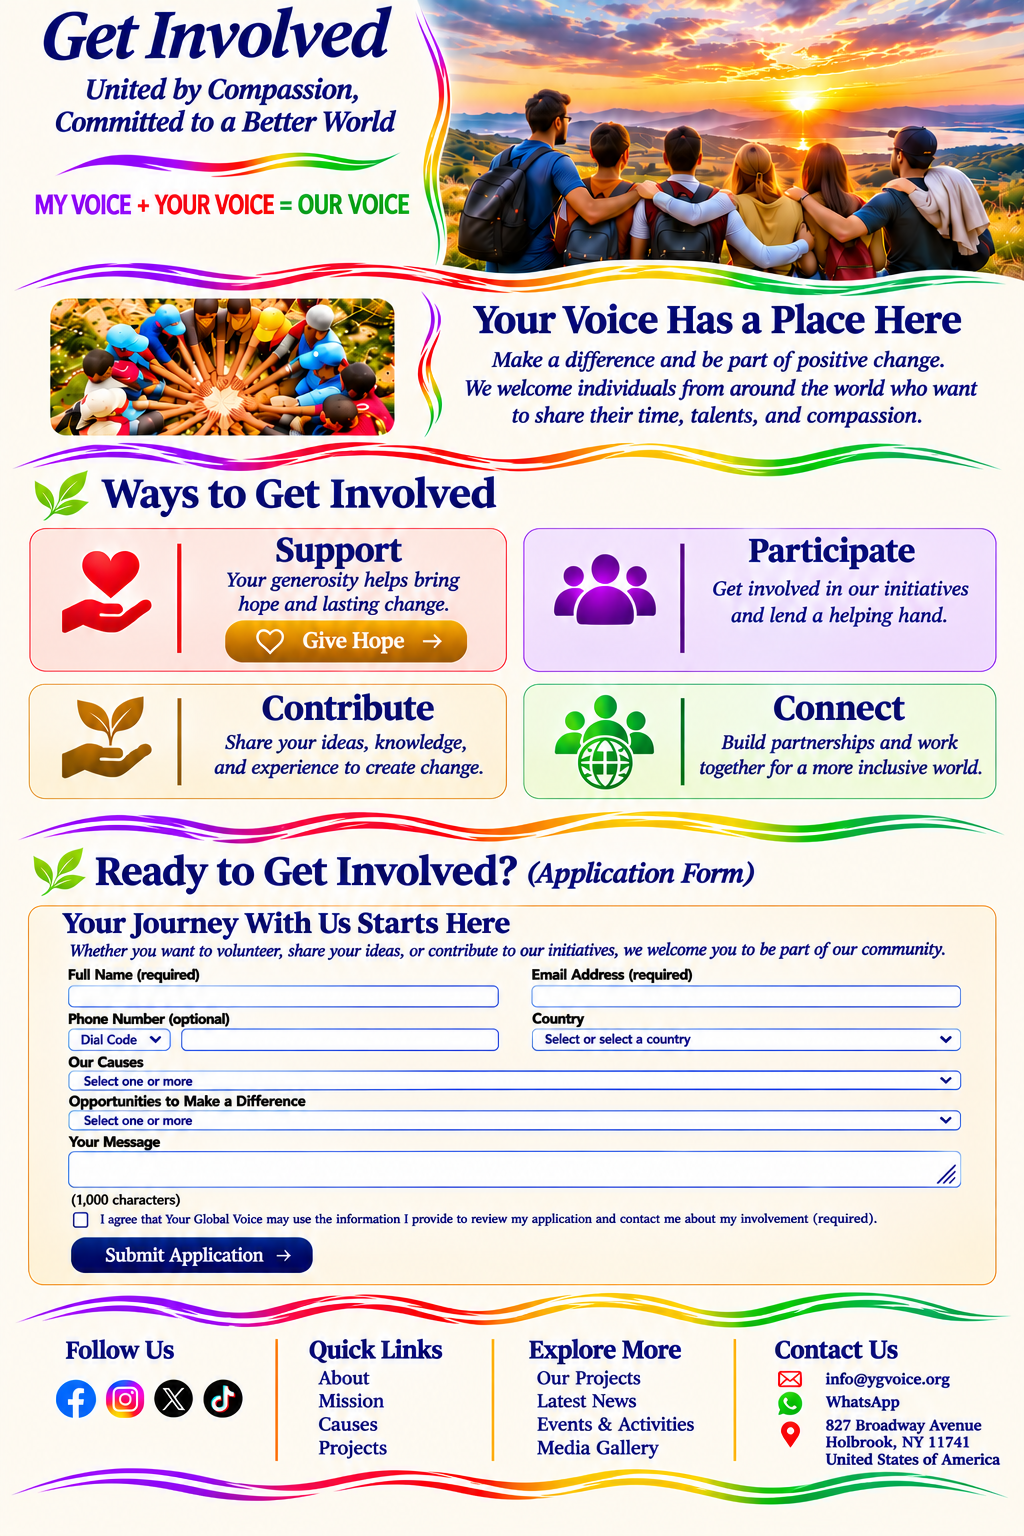 Get Involved
United by Compassion,
Committed to a Better World
MY VOICE + YOUR VOICE = OUR VOICE
Your Voice Has a Place Here
Make a difference and be part of positive change.
We welcome individuals from around the world who want
to share their time, talents, and compassion.
Ways to Get Involved
Support
Your generosity helps bring
hope and lasting change.
Give Hope →
Participate
Get involved in our initiatives
and lend a helping hand.
Contribute
Share your ideas, knowledge,
and experience to create change.
Connect
Build partnerships and work
together for a more inclusive world.
Ready to Get Involved? (Application Form)
Your Journey With Us Starts Here
Whether you want to volunteer, share your ideas, or contribute to our initiatives, we welcome you to be part of our community.
Full Name (required)
Email Address (required)
Phone Number (optional)
Country
Dial Code
Select or select a country
Our Causes
Select one or more
Opportunities to Make a Difference
Select one or more
Your Message
(1,000 characters)
I agree that Your Global Voice may use the information I provide to review my application and contact me about my involvement (required).
Submit Application →
Follow Us
Quick Links
About
Mission
Causes
Projects
Explore More
Our Projects
Latest News
Events & Activities
Media Gallery
Contact Us
info@ygvoice.org
WhatsApp
827 Broadway Avenue
Holbrook, NY 11741
United States of America